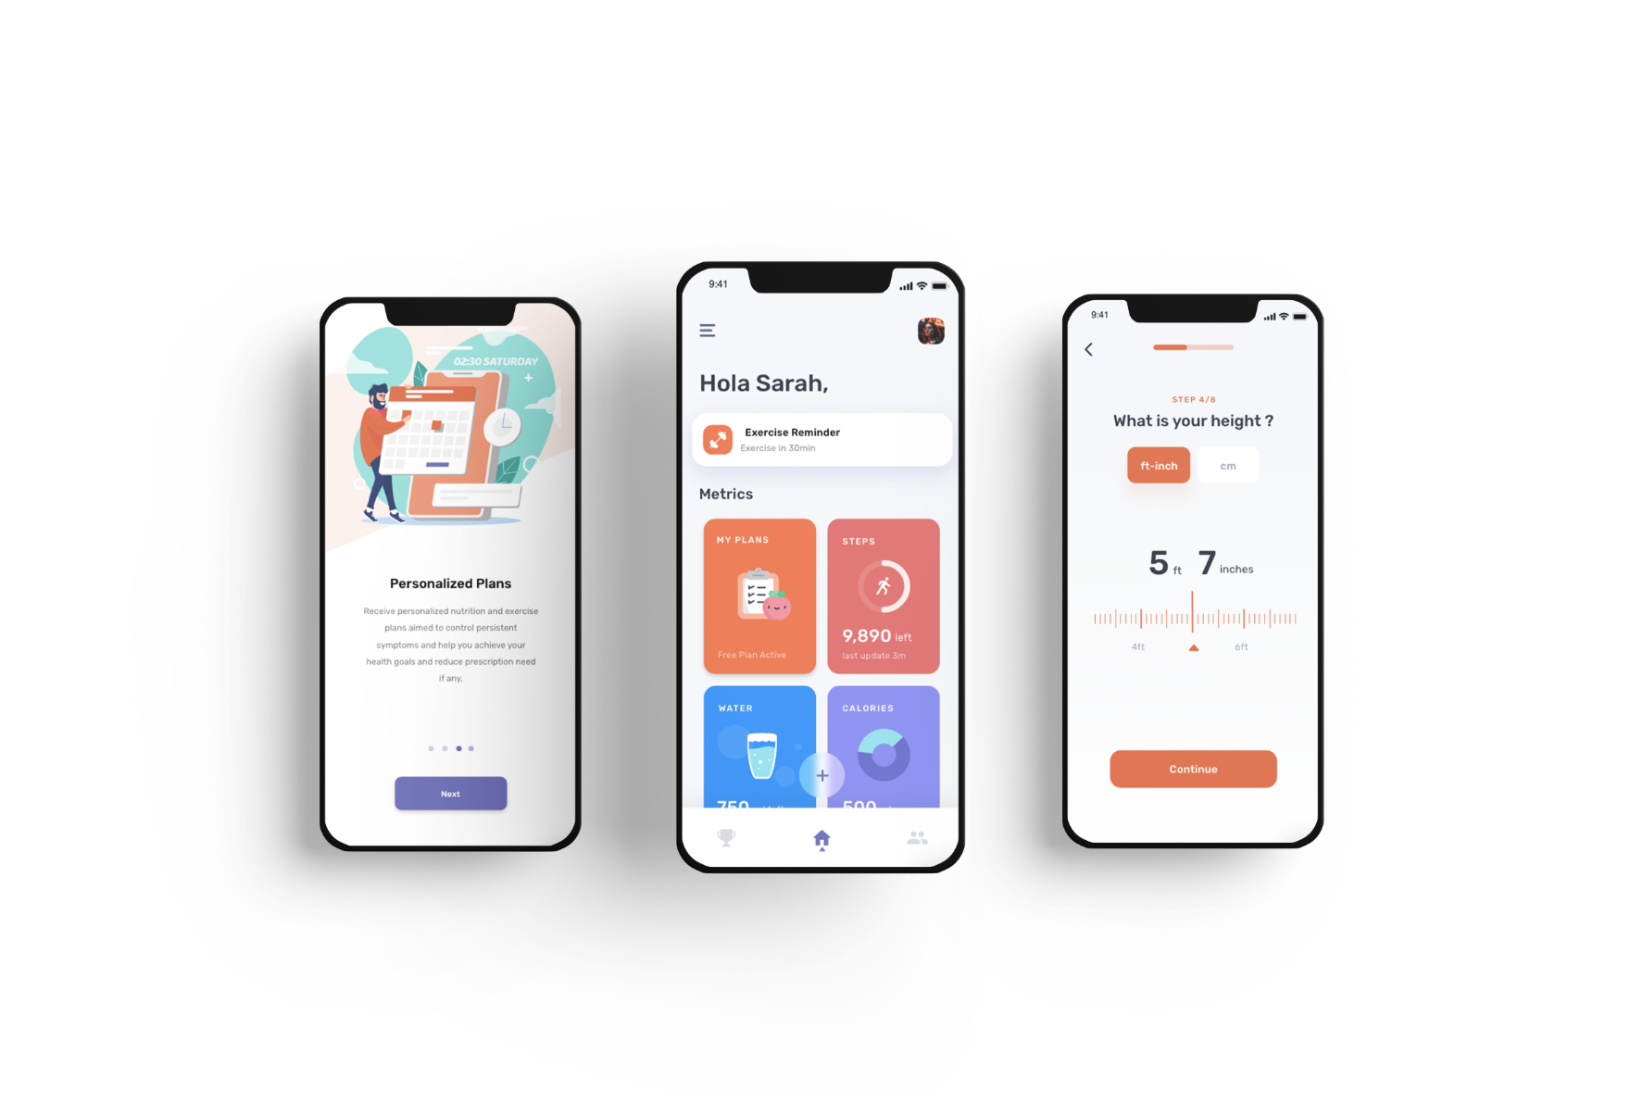 02:30 SATURDAY
Personalized Plans
Receive personalized nutrition and exercise
plans aimed to control persistent
symptoms and help you achieve your
health goals and reduce prescription need
if any.
Next
9:41
Hola Sarah,
Exercise Reminder
Exercise in 30min
Metrics
MY PLANS
Free Plan Active
STEPS
9,890 left
last update 3m
WATER
750
CALORIES
500
9:41
STEP 4/8
What is your height ?
ft-inch
cm
5 ft 7 inches
4ft
6ft
Continue